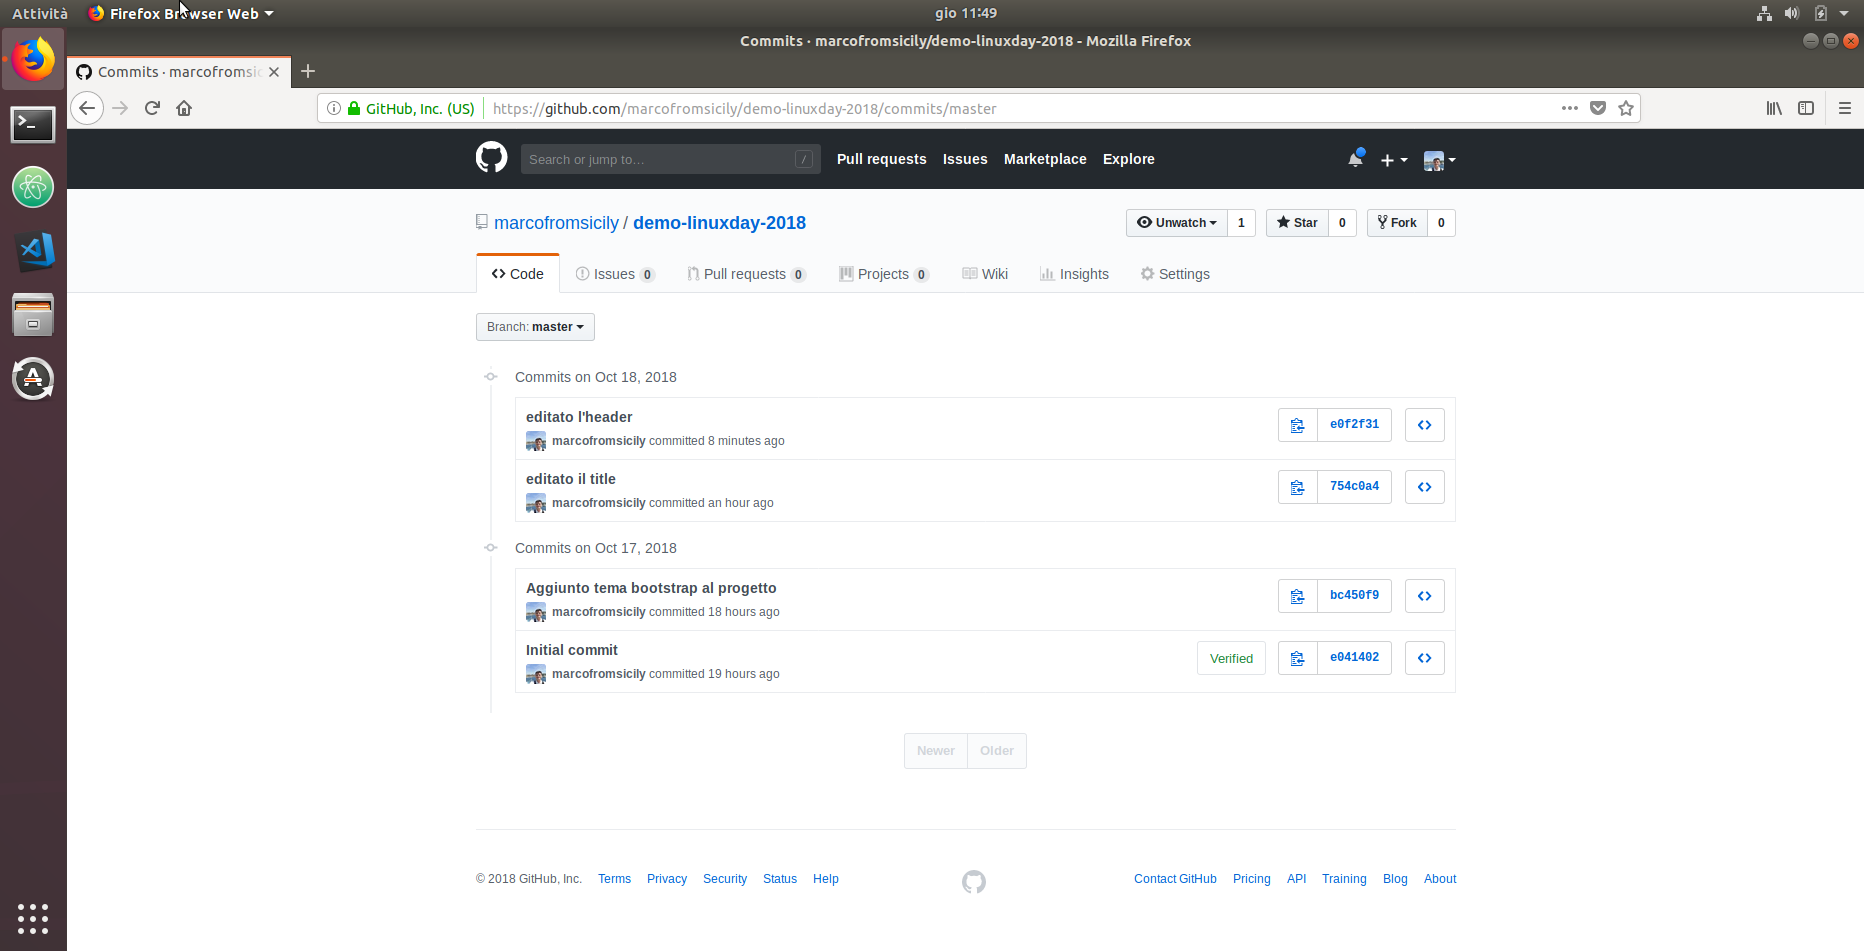 Attività Firefox Browser Web gio 11:49
Commits · marcofromsicily/demo-linuxday-2018 - Mozilla Firefox
Commits · marcofromsic
GitHub, Inc. (US) https://github.com/marcofromsicily/demo-linuxday-2018/commits/master
Search or jump to… / Pull requests Issues Marketplace Explore
marcofromsicily / demo-linuxday-2018 Unwatch 1 Star 0 Fork 0
Code Issues 0 Pull requests 0 Projects 0 Wiki Insights Settings
Branch: master
Commits on Oct 18, 2018
editato l'header
marcofromsicily committed 8 minutes ago
e0f2f31
editato il title
marcofromsicily committed an hour ago
754c0a4
Commits on Oct 17, 2018
Aggiunto tema bootstrap al progetto
marcofromsicily committed 18 hours ago
bc450f9
Initial commit
marcofromsicily committed 19 hours ago
Verified e041402
Newer Older
© 2018 GitHub, Inc. Terms Privacy Security Status Help Contact GitHub Pricing API Training Blog About